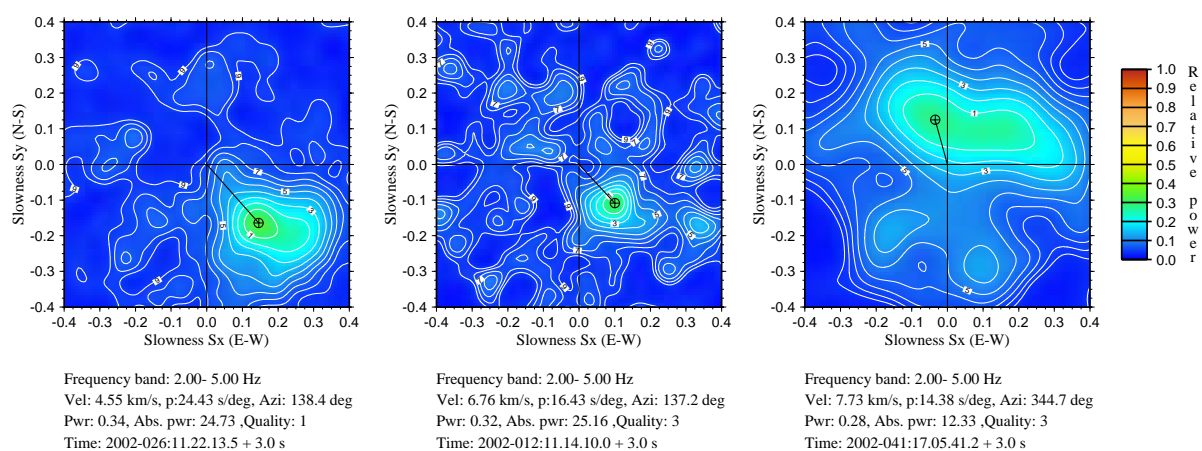 0.4
0.3
0.2
0.1
0.0
-0.1
-0.2
-0.3
-0.4
Slowness Sy (N-S)
-0.4 -0.3 -0.2 -0.1 0.0 0.1 0.2 0.3 0.4
Slowness Sx (E-W)
Frequency band: 2.00- 5.00 Hz
Vel: 4.55 km/s, p:24.43 s/deg, Azi: 138.4 deg
Pwr: 0.34, Abs. pwr: 24.73 ,Quality: 1
Time: 2002-026:11.22.13.5 + 3.0 s
0.4
0.3
0.2
0.1
0.0
-0.1
-0.2
-0.3
-0.4
Slowness Sy (N-S)
-0.4 -0.3 -0.2 -0.1 0.0 0.1 0.2 0.3 0.4
Slowness Sx (E-W)
Frequency band: 2.00- 5.00 Hz
Vel: 6.76 km/s, p:16.43 s/deg, Azi: 137.2 deg
Pwr: 0.32, Abs. pwr: 25.16 ,Quality: 3
Time: 2002-012:11.14.10.0 + 3.0 s
0.4
0.3
0.2
0.1
0.0
-0.1
-0.2
-0.3
-0.4
Slowness Sy (N-S)
-0.4 -0.3 -0.2 -0.1 0.0 0.1 0.2 0.3 0.4
Slowness Sx (E-W)
Frequency band: 2.00- 5.00 Hz
Vel: 7.73 km/s, p:14.38 s/deg, Azi: 344.7 deg
Pwr: 0.28, Abs. pwr: 12.33 ,Quality: 3
Time: 2002-041:17.05.41.2 + 3.0 s
1.0
0.9
0.8
0.7
0.6
0.5
0.4
0.3
0.2
0.1
0.0
Relative power